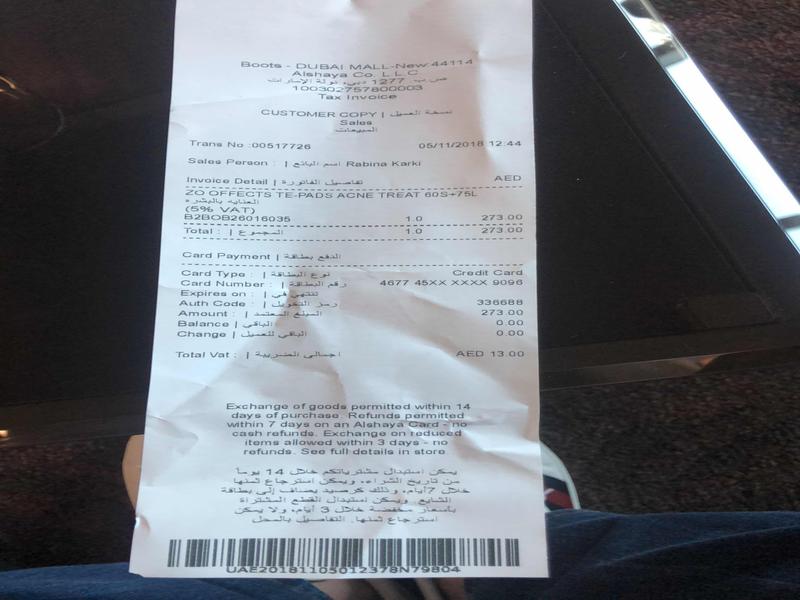 Boots - DUBAI MALL-New 44114
Alshaya Co. L.L.C
ص.ب. 1277 دبي، دولة الإمارات
100302757800003
Tax Invoice
CUSTOMER COPY | نسخة العميل
Sales
المبيعات
Trans No :00517726 05/11/2018 12:44
Sales Person : | اسم البائع Rabina Karki
Invoice Detail | تفاصيل الفاتورة AED
ZO OFFECTS TE-PADS ACNE TREAT 60S+75L
العنايه بالبشره
(5% VAT)
B2BOB26016035 1.0 273.00
Total : | المجموع 1.0 273.00
Card Payment | الدفع بطاقة
Card Type : | نوع البطاقة Credit Card
Card Number : | رقم البطاقة 4677 45XX XXXX 9096
Expires on : | تنتهي في
Auth Code : | رمز التخويل 336688
Amount : | المبلغ المعتمد 273.00
Balance | الباقي 0.00
Change | الباقي للعميل 0.00
Total Vat : | اجمالي الضريبة AED 13.00
Exchange of goods permitted within 14
days of purchase. Refunds permitted
within 7 days on an Alshaya Card - no
cash refunds. Exchange on reduced
items allowed within 3 days - no
refunds. See full details in store
يمكن استبدال مشترياتكم خلال 14 يوماً
من تاريخ الشراء، ويمكن استرجاع ثمنها
خلال 7أيام، وذلك كرصيد يضاف إلى بطاقة
الشايع. ويمكن استبدال القطع المشتراة
بأسعار مخفضة خلال 3 أيام، ولا يمكن
استرجاع ثمنها. التفاصيل بالمحل
UAE20181105012378N79804